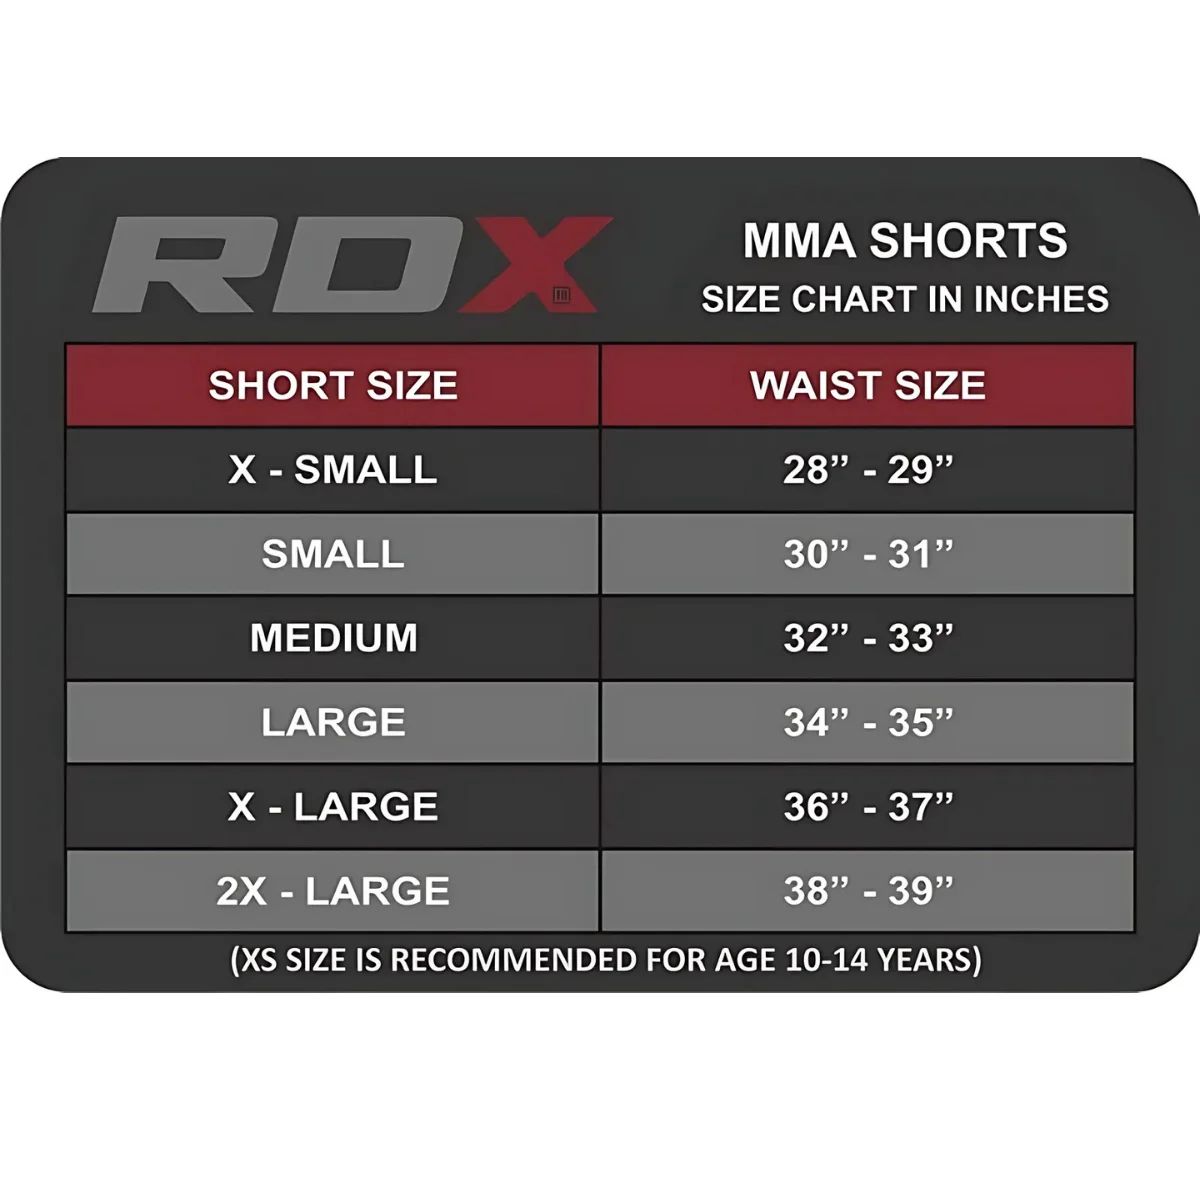 RDX
MMA SHORTS
SIZE CHART IN INCHES
SHORT SIZE WAIST SIZE
X - SMALL 28” - 29”
SMALL 30” - 31”
MEDIUM 32” - 33”
LARGE 34” - 35”
X - LARGE 36” - 37”
2X - LARGE 38” - 39”
(XS SIZE IS RECOMMENDED FOR AGE 10-14 YEARS)